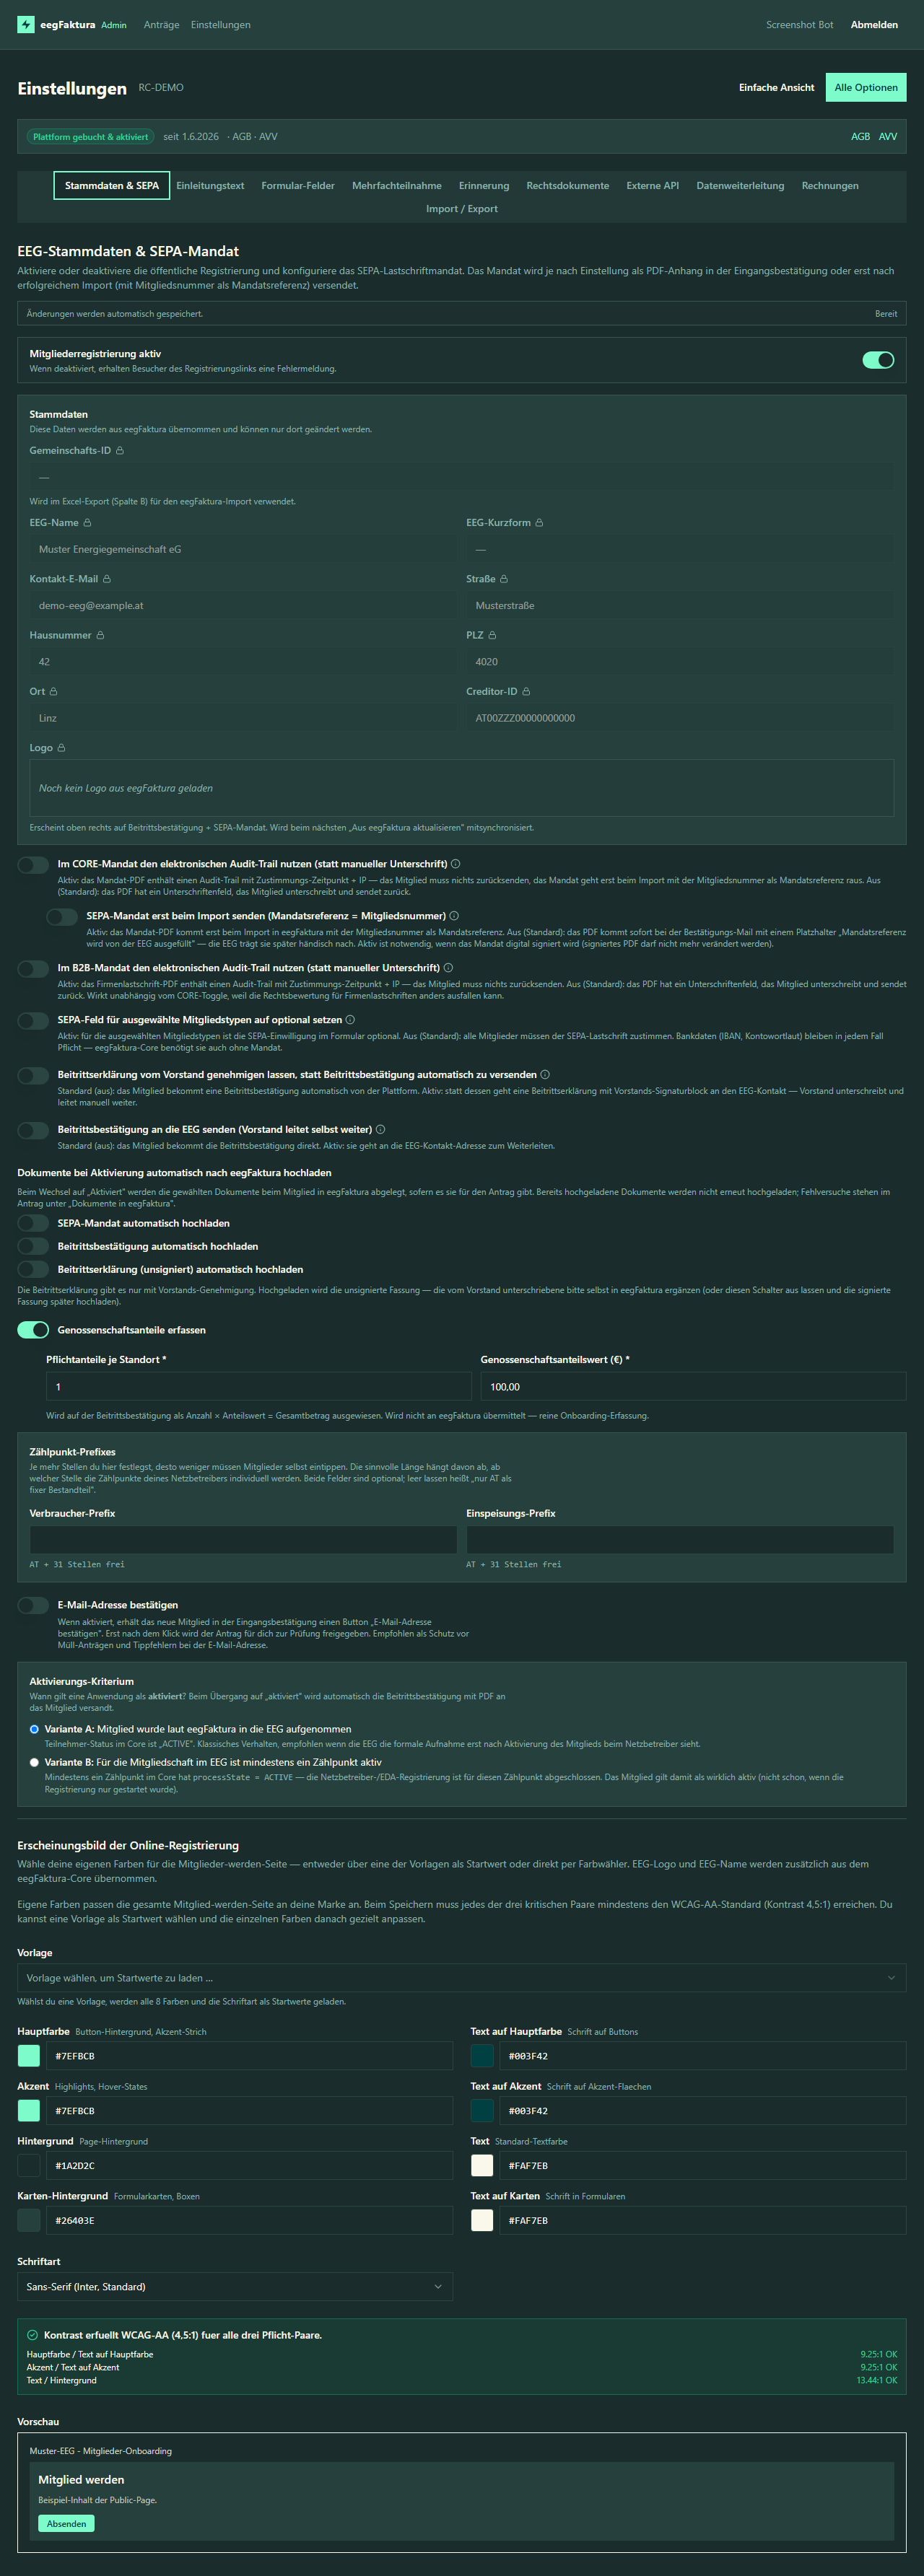 eegFaktura Admin Anträge Einstellungen Screenshot Bot Abmelden
Einstellungen RC-DEMO Einfache Ansicht Alle Optionen
Plattform gebucht & aktiviert seit 1.6.2026 · AGB · AVV AGB AVV
Stammdaten & SEPA Einleitungstext Formular-Felder Mehrfachteilnahme Erinnerung Rechtsdokumente Externe API Datenweiterleitung Rechnungen
Import / Export
EEG-Stammdaten & SEPA-Mandat
Aktiviere oder deaktiviere die öffentliche Registrierung und konfiguriere das SEPA-Lastschriftmandat. Das Mandat wird je nach Einstellung als PDF-Anhang in der Eingangsbestätigung oder erst nach
erfolgreichem Import (mit Mitgliedsnummer als Mandatsreferenz) versendet.
Änderungen werden automatisch gespeichert. Bereit
Mitgliederregistrierung aktiv
Wenn deaktiviert, erhalten Besucher des Registrierungslinks eine Fehlermeldung.
Stammdaten
Diese Daten werden aus eegFaktura übernommen und können nur dort geändert werden.
Gemeinschafts-ID
—
Wird im Excel-Export (Spalte B) für den eegFaktura-Import verwendet.
EEG-Name EEG-Kurzform
Muster Energiegemeinschaft eG —
Kontakt-E-Mail Straße
demo-eeg@example.at Musterstraße
Hausnummer PLZ
42 4020
Ort Creditor-ID
Linz AT00ZZZ00000000000
Logo
Noch kein Logo aus eegFaktura geladen
Erscheint oben rechts auf Beitrittsbestätigung + SEPA-Mandat. Wird beim nächsten „Aus eegFaktura aktualisieren" mitsynchronisiert.
Im CORE-Mandat den elektronischen Audit-Trail nutzen (statt manueller Unterschrift)
Aktiv: das Mandat-PDF enthält einen Audit-Trail mit Zustimmungs-Zeitpunkt + IP — das Mitglied muss nichts zurücksenden, das Mandat geht erst beim Import mit der Mitgliedsnummer als Mandatsreferenz raus. Aus
(Standard): das PDF hat ein Unterschriftenfeld, das Mitglied unterschreibt und sendet zurück.
SEPA-Mandat erst beim Import senden (Mandatsreferenz = Mitgliedsnummer)
Aktiv: das Mandat-PDF kommt erst beim Import in eegFaktura mit der Mitgliedsnummer als Mandatsreferenz. Aus (Standard): das PDF kommt sofort bei der Bestätigungs-Mail mit einem Platzhalter „Mandatsreferenz
wird von der EEG ausgefüllt" — die EEG trägt sie später händisch nach. Aktiv ist notwendig, wenn das Mandat digital signiert wird (signiertes PDF darf nicht mehr verändert werden).
Im B2B-Mandat den elektronischen Audit-Trail nutzen (statt manueller Unterschrift)
Aktiv: das Firmenlastschrift-PDF enthält einen Audit-Trail mit Zustimmungs-Zeitpunkt + IP — das Mitglied muss nichts zurücksenden. Aus (Standard): das PDF hat ein Unterschriftenfeld, das Mitglied unterschreibt und sendet
zurück. Wirkt unabhängig vom CORE-Toggle, weil die Rechtsbewertung für Firmenlastschriften anders ausfallen kann.
SEPA-Feld für ausgewählte Mitgliedstypen auf optional setzen
Aktiv: für die ausgewählten Mitgliedstypen ist die SEPA-Einwilligung im Formular optional. Aus (Standard): alle Mitglieder müssen der SEPA-Lastschrift zustimmen. Bankdaten (IBAN, Kontowortlaut) bleiben in jedem Fall
Pflicht — eegFaktura-Core benötigt sie auch ohne Mandat.
Beitrittserklärung vom Vorstand genehmigen lassen, statt Beitrittsbestätigung automatisch zu versenden
Standard (aus): das Mitglied bekommt eine Beitrittsbestätigung automatisch von der Plattform. Aktiv: statt dessen geht eine Beitrittserklärung mit Vorstands-Signaturblock an den EEG-Kontakt — Vorstand unterschreibt und
leitet manuell weiter.
Beitrittsbestätigung an die EEG senden (Vorstand leitet selbst weiter)
Standard (aus): das Mitglied bekommt die Beitrittsbestätigung direkt. Aktiv: sie geht an die EEG-Kontakt-Adresse zum Weiterleiten.
Dokumente bei Aktivierung automatisch nach eegFaktura hochladen
Beim Wechsel auf „Aktiviert" werden die gewählten Dokumente beim Mitglied in eegFaktura abgelegt, sofern es sie für den Antrag gibt. Bereits hochgeladene Dokumente werden nicht erneut hochgeladen; Fehlversuche stehen im
Antrag unter „Dokumente in eegFaktura".
SEPA-Mandat automatisch hochladen
Beitrittsbestätigung automatisch hochladen
Beitrittserklärung (unsigniert) automatisch hochladen
Die Beitrittserklärung gibt es nur mit Vorstands-Genehmigung. Hochgeladen wird die unsignierte Fassung — die vom Vorstand unterschriebene bitte selbst in eegFaktura ergänzen (oder diesen Schalter aus lassen und die signierte
Fassung später hochladen).
Genossenschaftsanteile erfassen
Pflichtanteile je Standort * Genossenschaftsanteilswert (€) *
1 100,00
Wird auf der Beitrittsbestätigung als Anzahl × Anteilswert = Gesamtbetrag ausgewiesen. Wird nicht an eegFaktura übermittelt — reine Onboarding-Erfassung.
Zählpunkt-Prefixes
Je mehr Stellen du hier festlegst, desto weniger müssen Mitglieder selbst eintippen. Die sinnvolle Länge hängt davon ab, ab
welcher Stelle die Zählpunkte deines Netzbetreibers individuell werden. Beide Felder sind optional; leer lassen heißt „nur AT als
fixer Bestandteil".
Verbraucher-Prefix Einspeisungs-Prefix
AT + 31 Stellen frei AT + 31 Stellen frei
E-Mail-Adresse bestätigen
Wenn aktiviert, erhält das neue Mitglied in der Eingangsbestätigung einen Button „E-Mail-Adresse
bestätigen". Erst nach dem Klick wird der Antrag für dich zur Prüfung freigegeben. Empfohlen als Schutz vor
Müll-Anträgen und Tippfehlern bei der E-Mail-Adresse.
Aktivierungs-Kriterium
Wann gilt eine Anwendung als aktiviert? Beim Übergang auf „aktiviert" wird automatisch die Beitrittsbestätigung mit PDF an
das Mitglied versandt.
Variante A: Mitglied wurde laut eegFaktura in die EEG aufgenommen
Teilnehmer-Status im Core ist „ACTIVE". Klassisches Verhalten, empfohlen wenn die EEG die formale Aufnahme erst nach Aktivierung des Mitglieds beim Netzbetreiber sieht.
Variante B: Für die Mitgliedschaft im EEG ist mindestens ein Zählpunkt aktiv
Mindestens ein Zählpunkt im Core hat processState = ACTIVE — die Netzbetreiber-/EDA-Registrierung ist für diesen Zählpunkt abgeschlossen. Das Mitglied gilt damit als wirklich aktiv (nicht schon, wenn die
Registrierung nur gestartet wurde).
Erscheinungsbild der Online-Registrierung
Wähle deine eigenen Farben für die Mitglieder-werden-Seite — entweder über eine der Vorlagen als Startwert oder direkt per Farbwähler. EEG-Logo und EEG-Name werden zusätzlich aus dem
eegFaktura-Core übernommen.
Eigene Farben passen die gesamte Mitglied-werden-Seite an deine Marke an. Beim Speichern muss jedes der drei kritischen Paare mindestens den WCAG-AA-Standard (Kontrast 4,5:1) erreichen. Du
kannst eine Vorlage als Startwert wählen und die einzelnen Farben danach gezielt anpassen.
Vorlage
Vorlage wählen, um Startwerte zu laden ...
Wählst du eine Vorlage, werden alle 8 Farben und die Schriftart als Startwerte geladen.
Hauptfarbe Button-Hintergrund, Akzent-Strich Text auf Hauptfarbe Schrift auf Buttons
#7EFBCB #003F42
Akzent Highlights, Hover-States Text auf Akzent Schrift auf Akzent-Flaechen
#7EFBCB #003F42
Hintergrund Page-Hintergrund Text Standard-Textfarbe
#1A2D2C #FAF7EB
Karten-Hintergrund Formularkarten, Boxen Text auf Karten Schrift in Formularen
#26403E #FAF7EB
Schriftart
Sans-Serif (Inter, Standard)
Kontrast erfuellt WCAG-AA (4,5:1) fuer alle drei Pflicht-Paare.
Hauptfarbe / Text auf Hauptfarbe 9.25:1 OK
Akzent / Text auf Akzent 9.25:1 OK
Text / Hintergrund 13.44:1 OK
Vorschau
Muster-EEG - Mitglieder-Onboarding
Mitglied werden
Beispiel-Inhalt der Public-Page.
Absenden